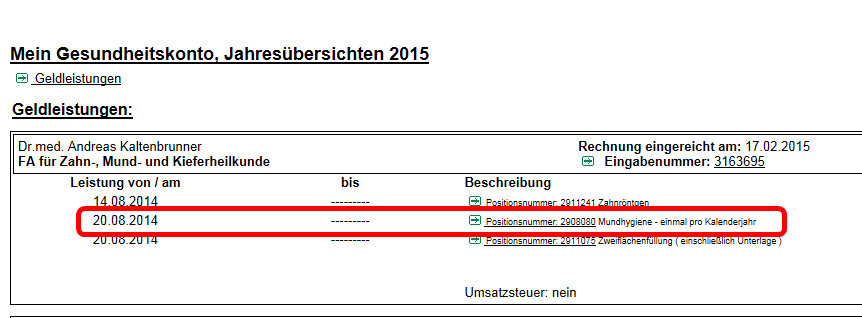 Mein Gesundheitskonto, Jahresübersichten 2015
Geldleistungen
Geldleistungen:
Dr.med. Andreas Kaltenbrunner Rechnung eingereicht am: 17.02.2015
FA für Zahn-, Mund- und Kieferheilkunde Eingabenummer: 3163695
Leistung von / am bis Beschreibung
14.08.2014 --------- Positionsnummer: 2911241 Zahnröntgen
20.08.2014 --------- Positionsnummer: 2908080 Mundhygiene - einmal pro Kalenderjahr
20.08.2014 --------- Positionsnummer: 2911075 Zweiflächenfüllung ( einschließlich Unterlage )
Umsatzsteuer: nein